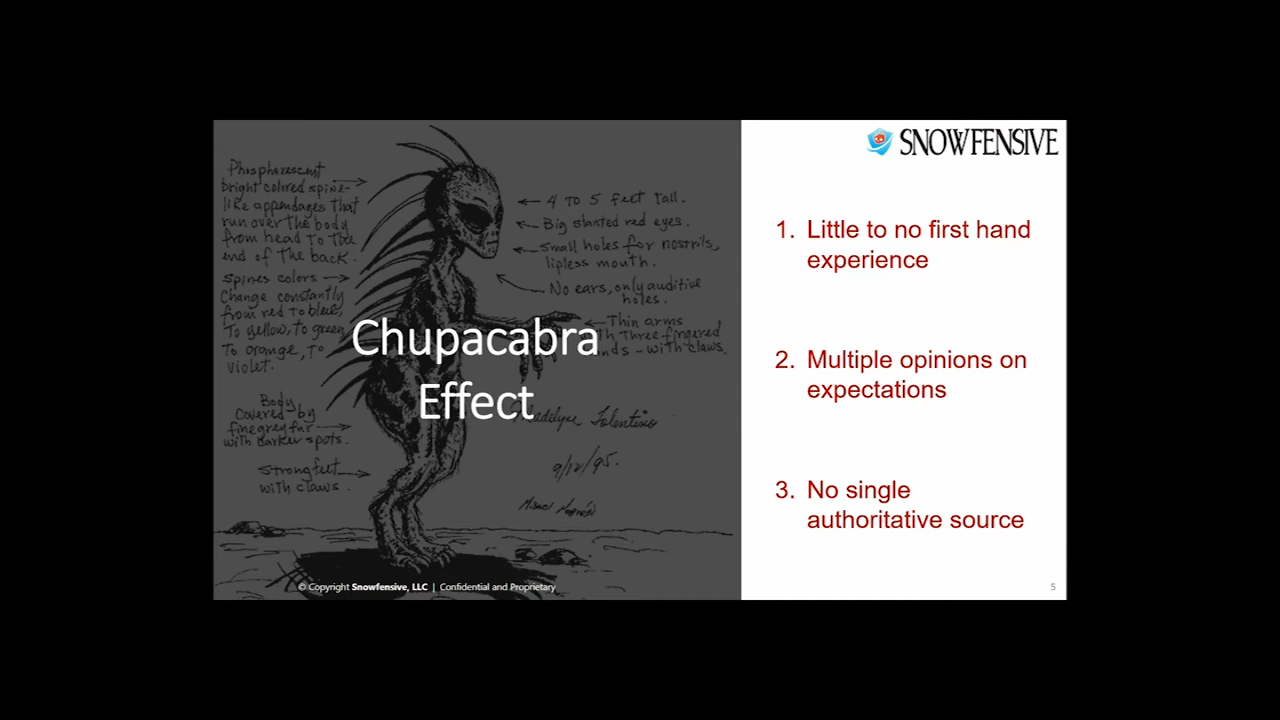 SNOWFENSIVE
Phosphorescent
bright colored spine-
like appendages that
run over the body
from head to the
end of the back.
Spines colors
Change constantly
from red to blue,
To yellow, to green
To orange, to
violet.
Body
covered by
fine grey fur
with darker spots.
Strong feet
with claws.
4 to 5 feet tall.
Big slanted red eyes.
Small holes for nostrils,
lipless mouth.
No ears, only auditive
holes.
Thin arms
Three fingered
with claws.
Chupacabra
Effect
Madelyne Tolentino
9/12/95.
1. Little to no first hand
experience
2. Multiple opinions on
expectations
3. No single
authoritative source
© Copyright Snowfensive, LLC | Confidential and Proprietary
5